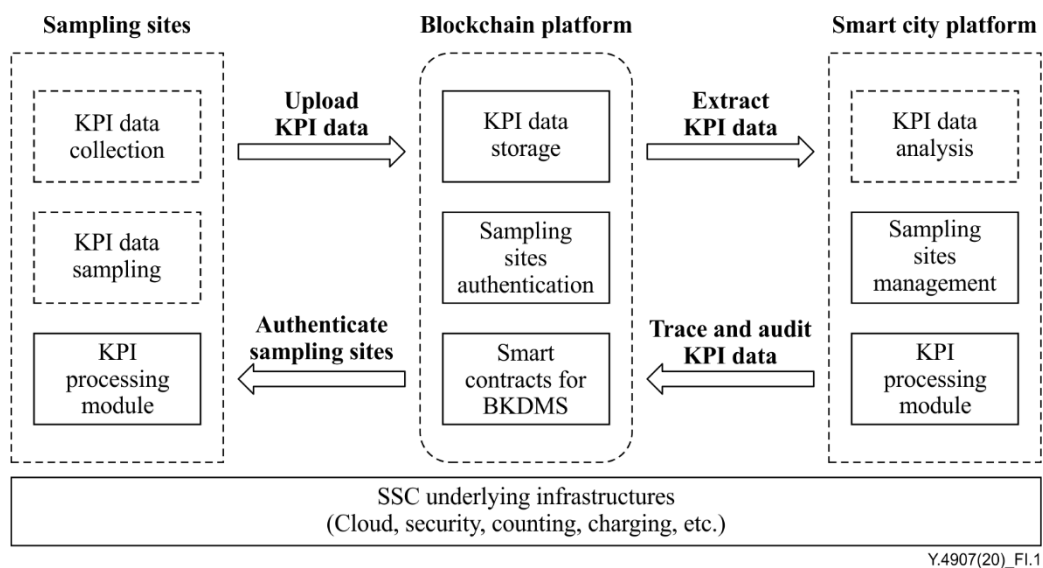 Sampling sites
Blockchain platform
Smart city platform
KPI data
collection
Upload
KPI data
KPI data
storage
Extract
KPI data
KPI data
analysis
KPI data
sampling
Sampling
sites
authentication
Sampling
sites
management
KPI
processing
module
Authenticate
sampling sites
Smart
contracts for
BKDMS
Trace and audit
KPI data
KPI
processing
module
SSC underlying infrastructures
(Cloud, security, counting, charging, etc.)
Y.4907(20)_FI.1